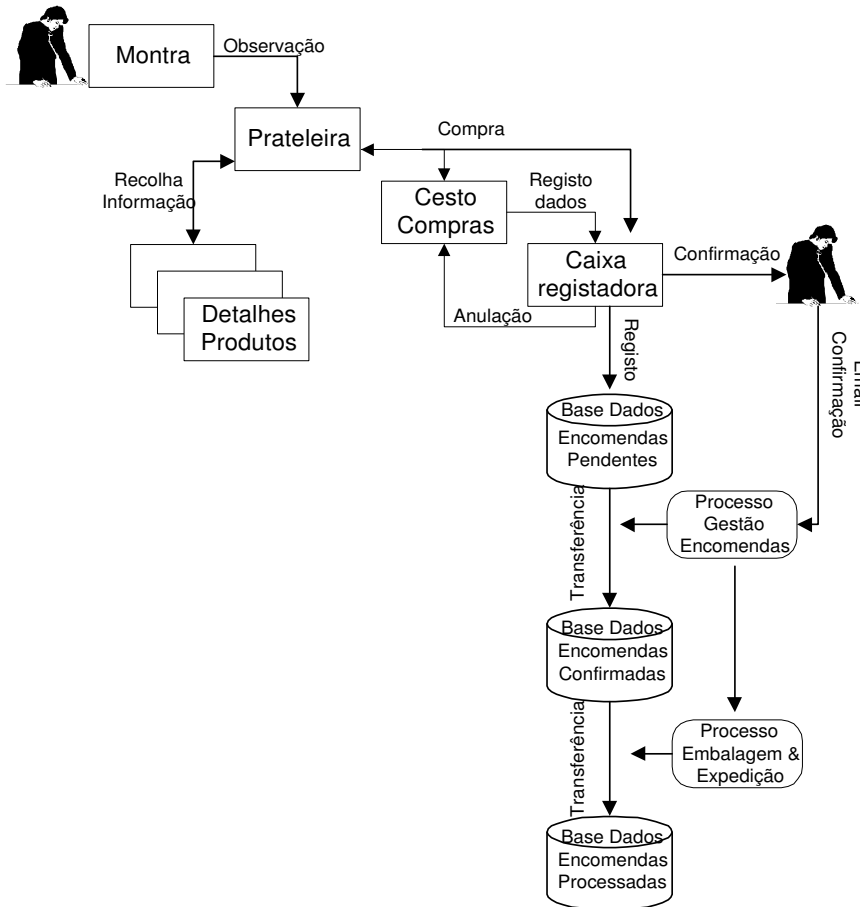 Montra
Observação
Prateleira
Compra
Recolha
Informação
Cesto
Compras
Registo
dados
Caixa
registadora
Confirmação
Anulação
Detalhes
Produtos
Registo
Email
Confirmação
Base Dados
Encomendas
Pendentes
Transferência
Processo
Gestão
Encomendas
Base Dados
Encomendas
Confirmadas
Transferência
Processo
Embalagem &
Expedição
Base Dados
Encomendas
Processadas